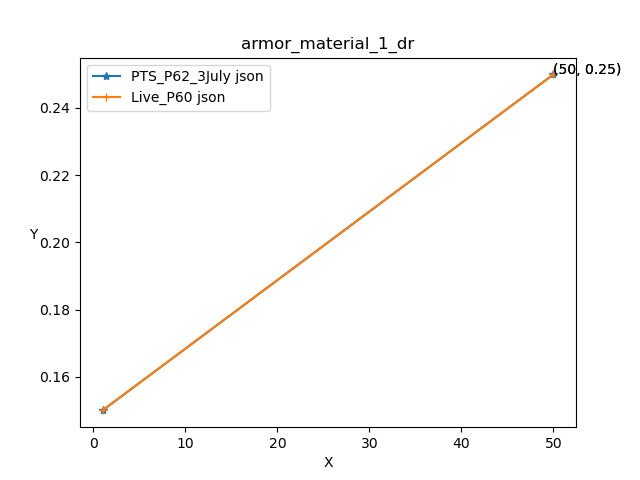 armor_material_1_dr
PTS_P62_3July json
Live_P60 json
(50, 0.25)
0.24
0.22
0.20
0.18
0.16
Y
0 10 20 30 40 50
X